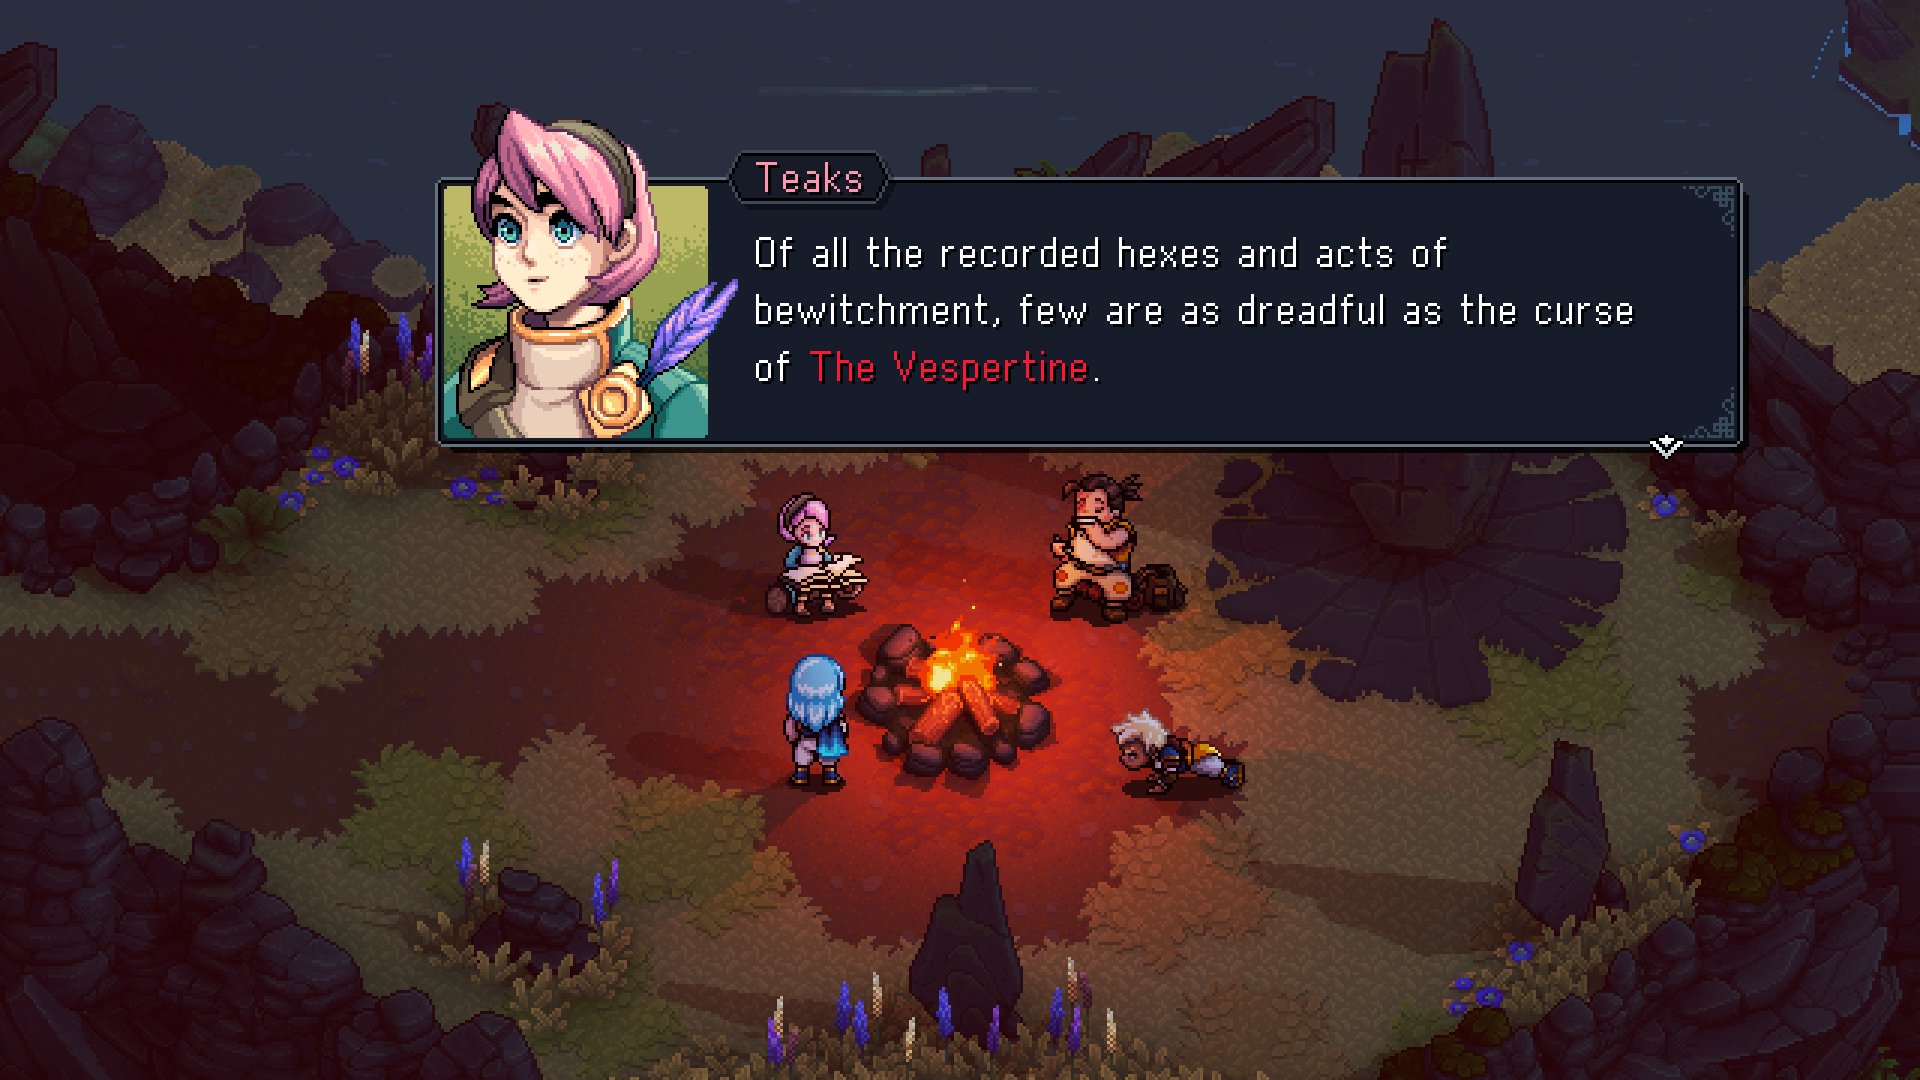 Teaks
Of all the recorded hexes and acts of
bewitchment, few are as dreadful as the curse
of The Vespertine.